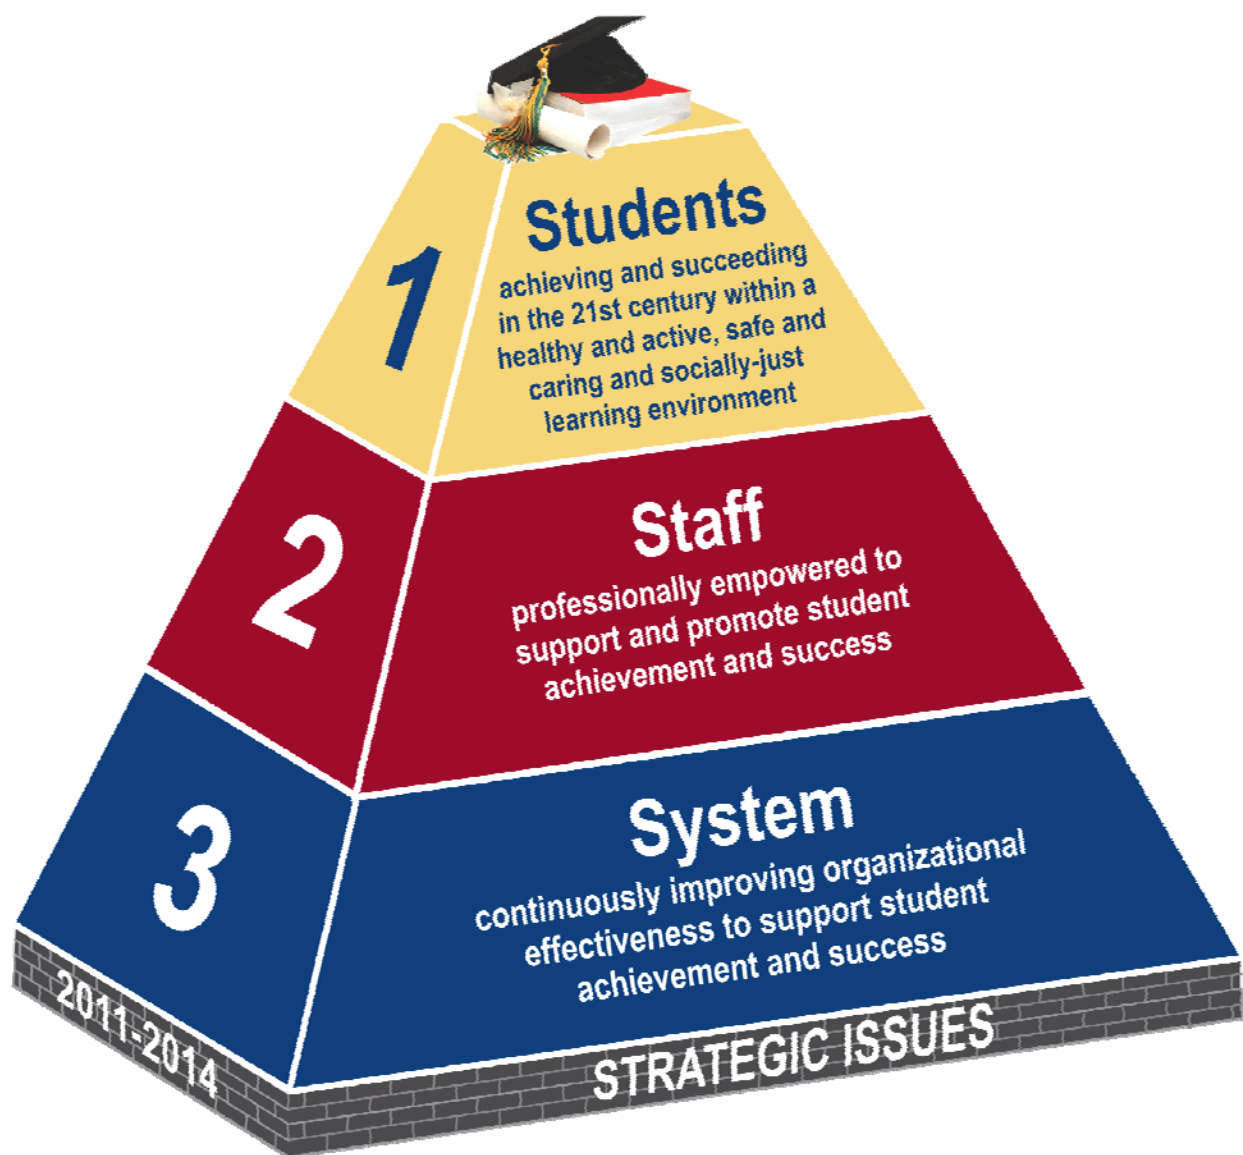 1
Students
achieving and succeeding
in the 21st century within a
healthy and active, safe and
caring and socially-just
learning environment
2
Staff
professionally empowered to
support and promote student
achievement and success
3
System
continuously improving organizational
effectiveness to support student
achievement and success
2011-2014
STRATEGIC ISSUES